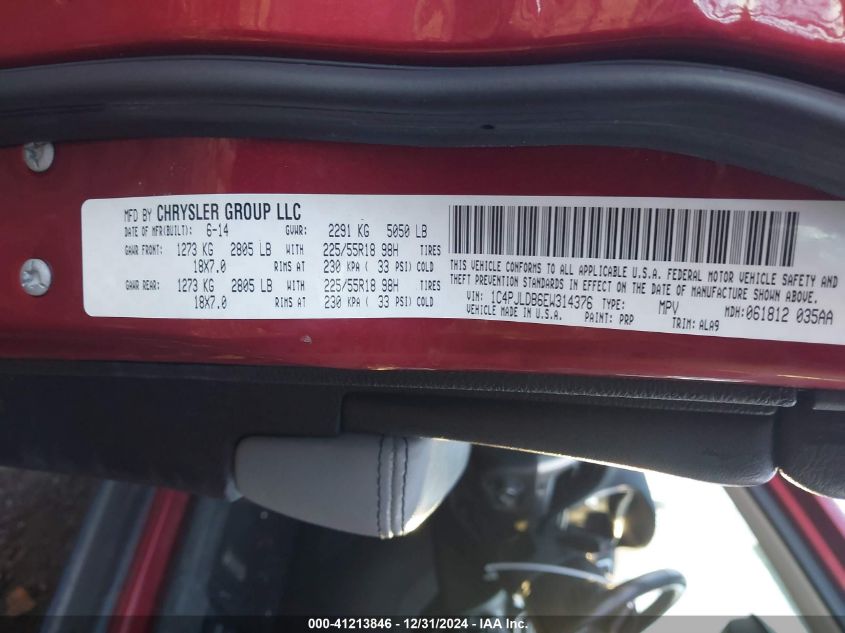 MFD BY CHRYSLER GROUP LLC
DATE OF MFR(BUILT): 6-14 GVWR: 2291 KG 5050 LB
GAWR FRONT: 1273 KG 2805 LB WITH 225/55R18 98H TIRES
18X7.0 RIMS AT 230 KPA ( 33 PSI) COLD
GAWR REAR: 1273 KG 2805 LB WITH 225/55R18 98H TIRES
18X7.0 RIMS AT 230 KPA ( 33 PSI) COLD
THIS VEHICLE CONFORMS TO ALL APPLICABLE U.S.A. FEDERAL MOTOR VEHICLE SAFETY AND
THEFT PREVENTION STANDARDS IN EFFECT ON THE DATE OF MANUFACTURE SHOWN ABOVE.
VIN: 1C4PJLDB6EW314376 TYPE: MPV MDH:061812 035AA
VEHICLE MADE IN U.S.A. PAINT: PRP TRIM: ALA9
000-41213846 - 12/31/2024 - IAA Inc.